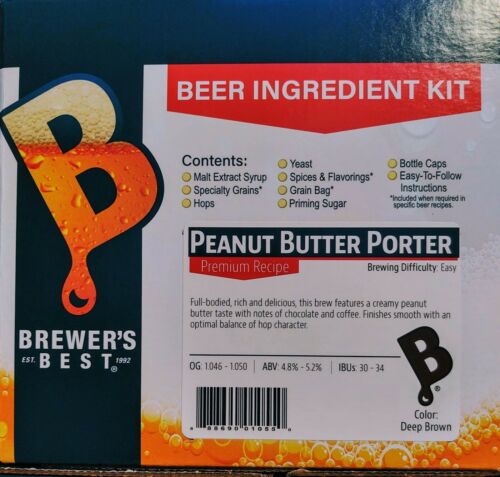 BEER INGREDIENT KIT
Contents:
Malt Extract Syrup
Specialty Grains*
Hops
Yeast
Spices & Flavorings*
Grain Bag*
Priming Sugar
Bottle Caps
Easy-To-Follow
Instructions
*Included when required in
specific beer recipes.
B
BREWER'S
EST. BEST® 1992
PEANUT BUTTER PORTER
Premium Recipe
Brewing Difficulty: Easy
Full-bodied, rich and delicious, this brew features a creamy peanut
butter taste with notes of chocolate and coffee. Finishes smooth with an
optimal balance of hop character.
OG: 1.046 - 1.050 | ABV: 4.8% - 5.2% | IBUs: 30 - 34
B®
Color:
Deep Brown